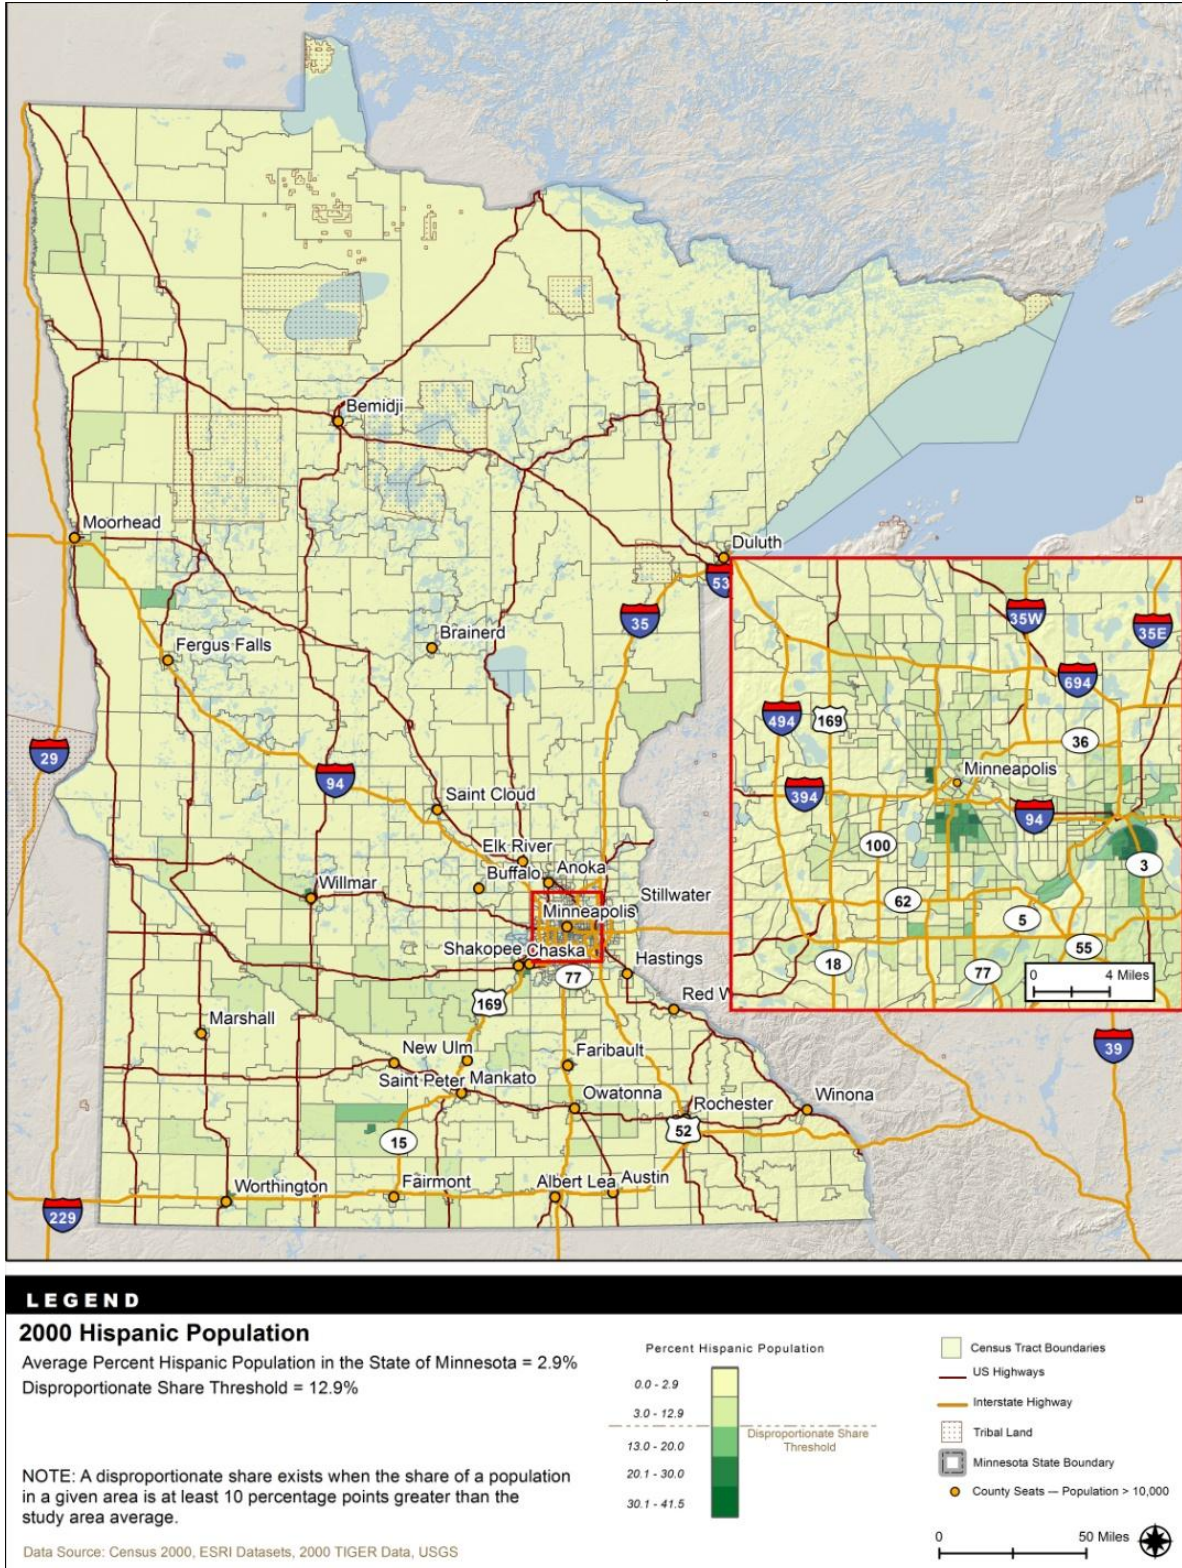 Bemidji
Moorhead
Duluth
53
35
Brainerd
Fergus Falls
29
94
Saint Cloud
Elk River
Buffalo
Anoka
Willmar
Stillwater
Minneapolis
Shakopee
Chaska
Hastings
77
169
Red W
Marshall
New Ulm
Faribault
Saint Peter
Mankato
Owatonna
Rochester
Winona
52
15
Worthington
Fairmont
Albert Lea
Austin
229
39
35W
35E
694
494
169
36
Minneapolis
394
94
100
3
62
5
55
18
77
0 4 Miles
LEGEND
2000 Hispanic Population
Average Percent Hispanic Population in the State of Minnesota = 2.9%
Disproportionate Share Threshold = 12.9%
NOTE: A disproportionate share exists when the share of a population
in a given area is at least 10 percentage points greater than the
study area average.
Data Source: Census 2000, ESRI Datasets, 2000 TIGER Data, USGS
Percent Hispanic Population
0.0 - 2.9
3.0 - 12.9
Disproportionate Share
Threshold
13.0 - 20.0
20.1 - 30.0
30.1 - 41.5
Census Tract Boundaries
US Highways
Interstate Highway
Tribal Land
Minnesota State Boundary
County Seats — Population > 10,000
0 50 Miles